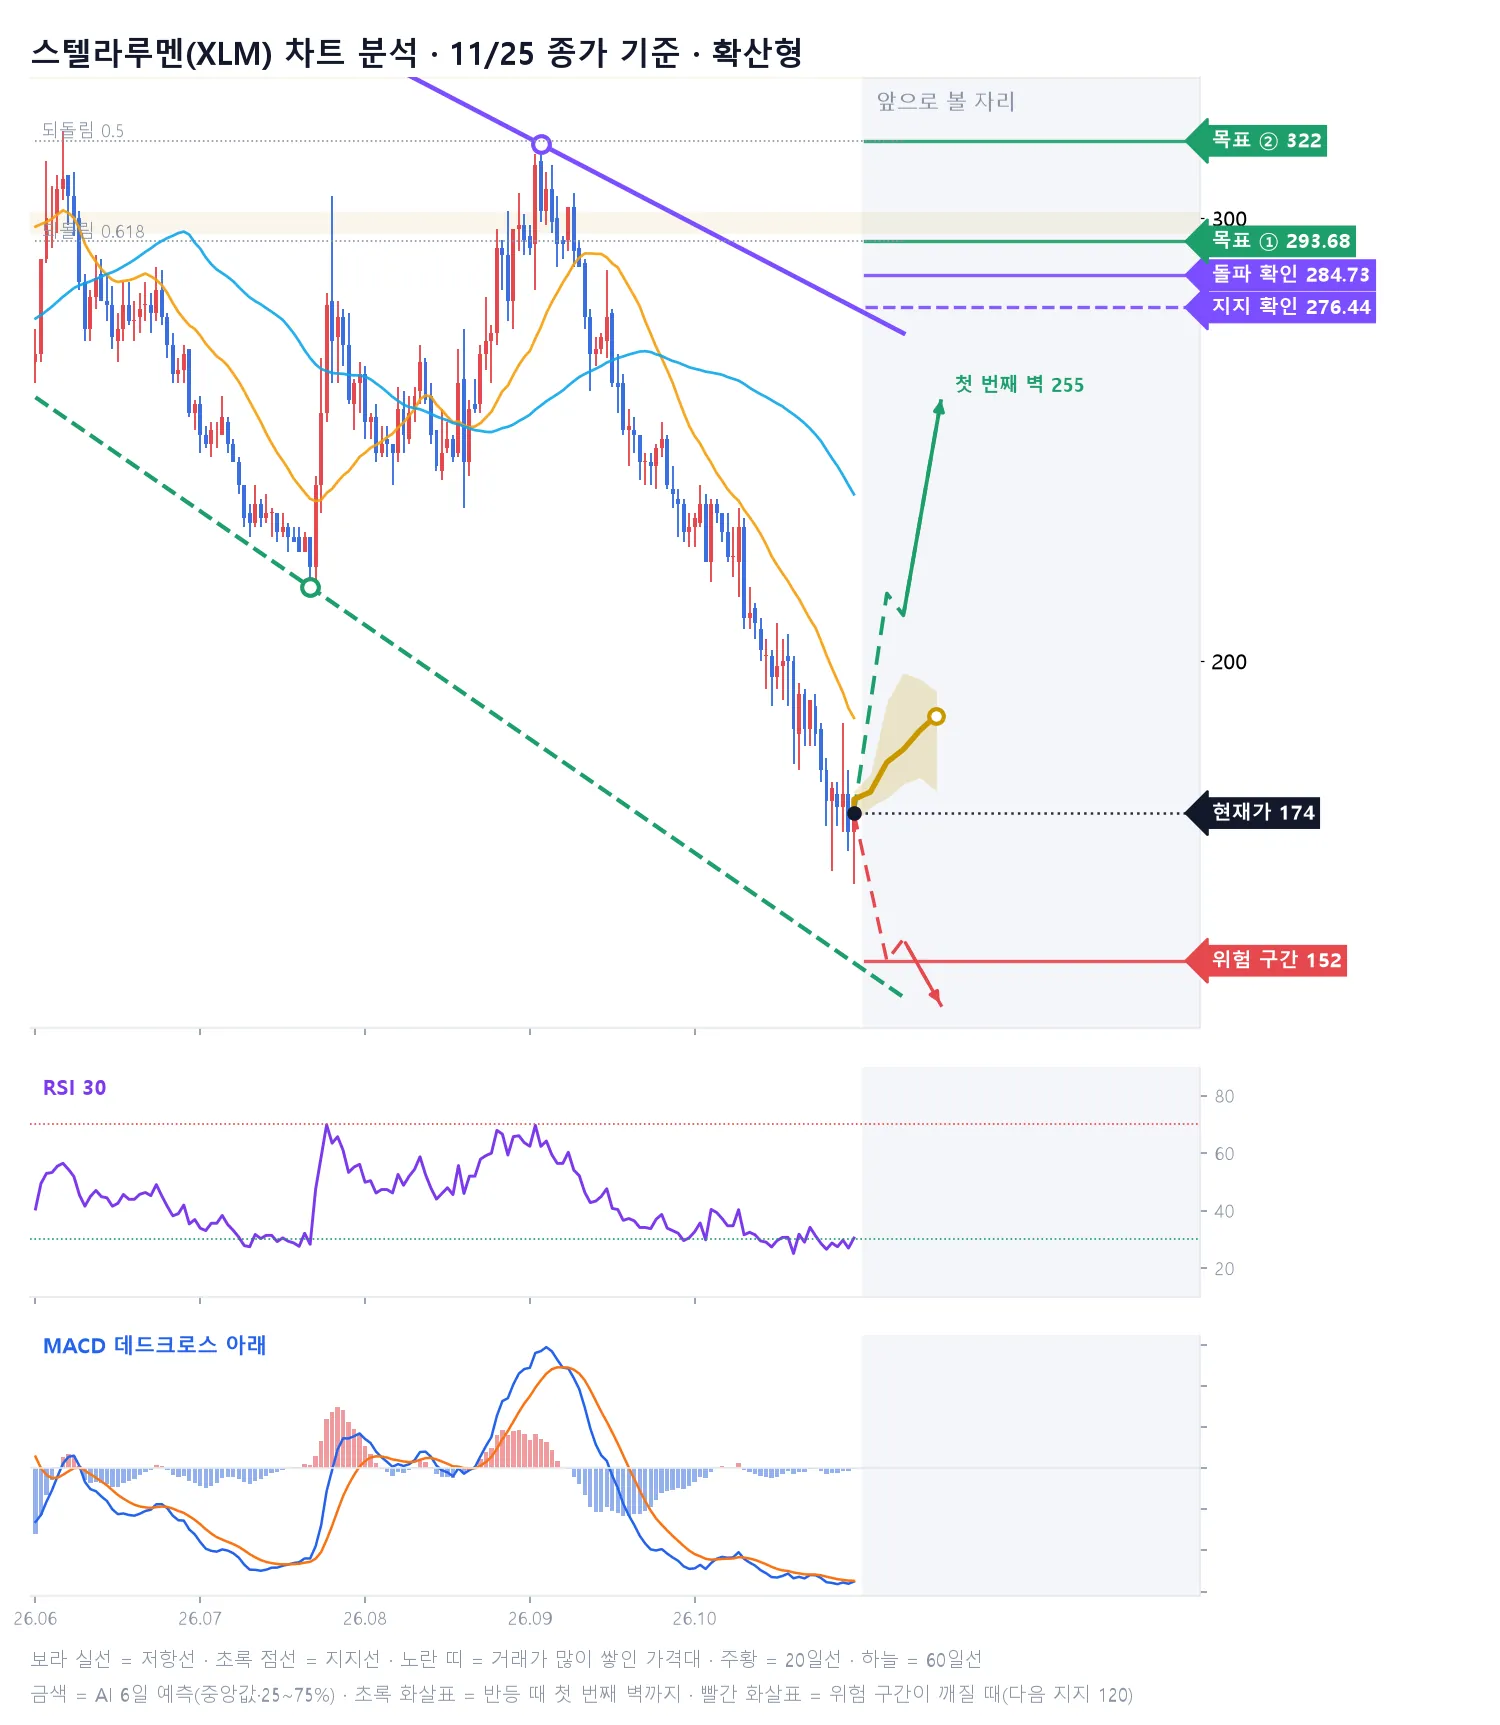 스텔라루멘(XLM) 차트 분석 · 11/25 종가 기준 · 확산형
앞으로 볼 자리
되돌림 0.5
목표 ② 322
300
되돌림 0.618
목표 ① 293.68
돌파 확인 284.73
지지 확인 276.44
첫 번째 벽 255
200
현재가 174
위험 구간 152
RSI 30
80
60
40
20
MACD 데드크로스 아래
26.06 26.07 26.08 26.09 26.10
보라 실선 = 저항선 · 초록 점선 = 지지선 · 노란 띠 = 거래가 많이 쌓인 가격대 · 주황 = 20일선 · 하늘 = 60일선
금색 = AI 6일 예측(중앙값·25~75%) · 초록 화살표 = 반등 때 첫 번째 벽까지 · 빨간 화살표 = 위험 구간이 깨질 때(다음 지지 120)